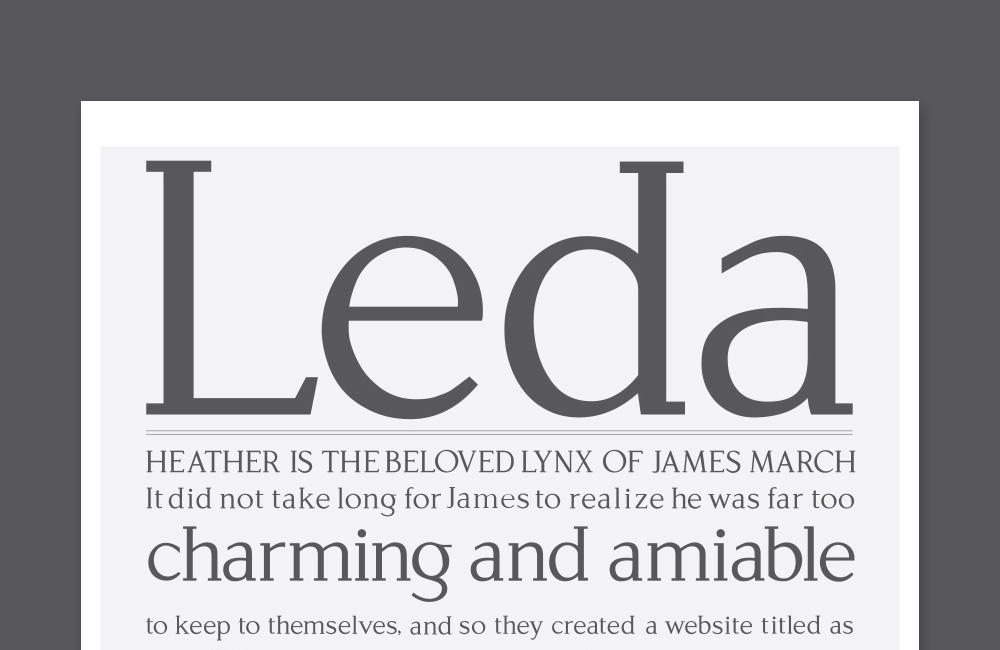 Leda
HEATHER IS THE BELOVED LYNX OF JAMES MARCH
It did not take long for James to realize he was far too
charming and amiable
to keep to themselves, and so they created a website titled as